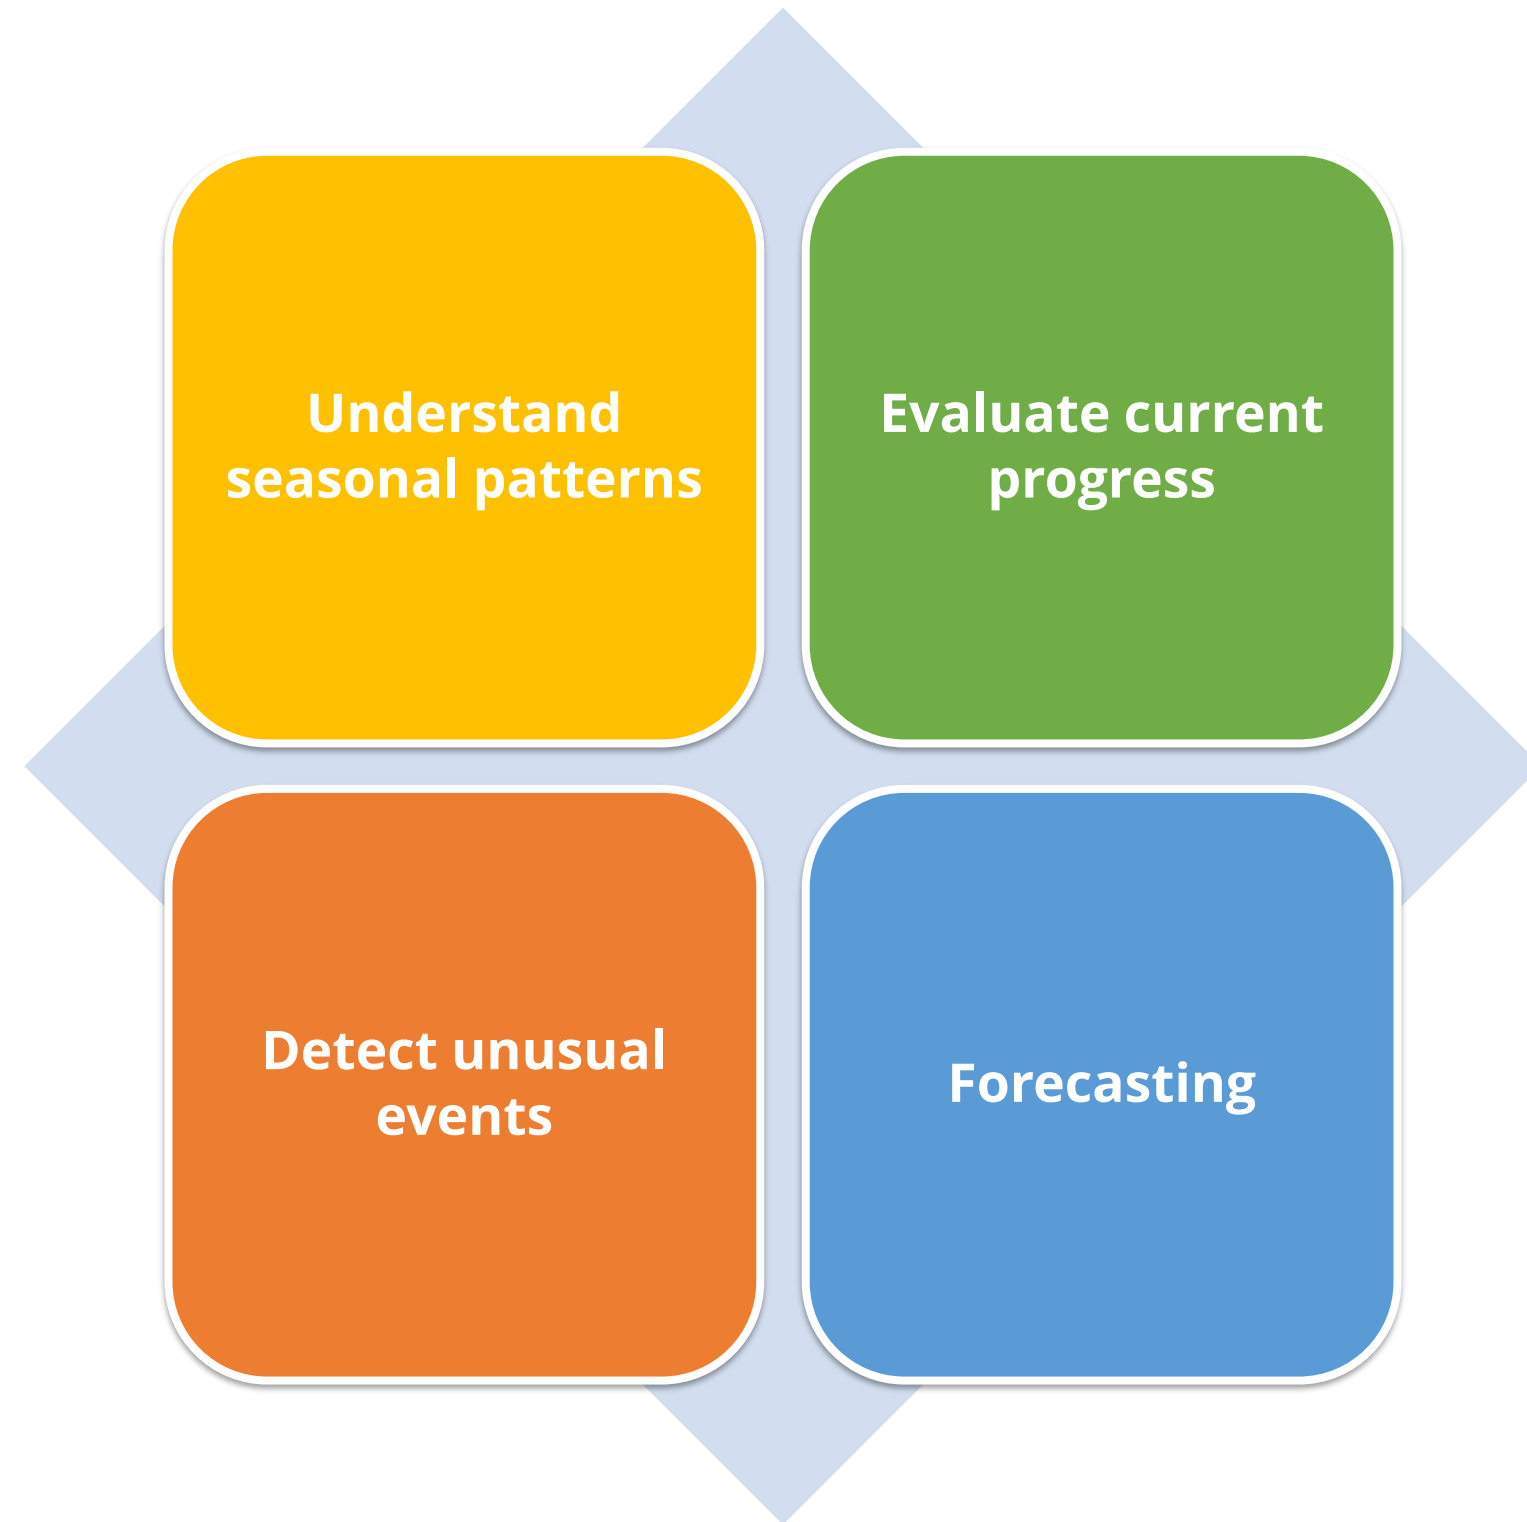 Understand
seasonal patterns
Evaluate current
progress
Detect unusual
events
Forecasting